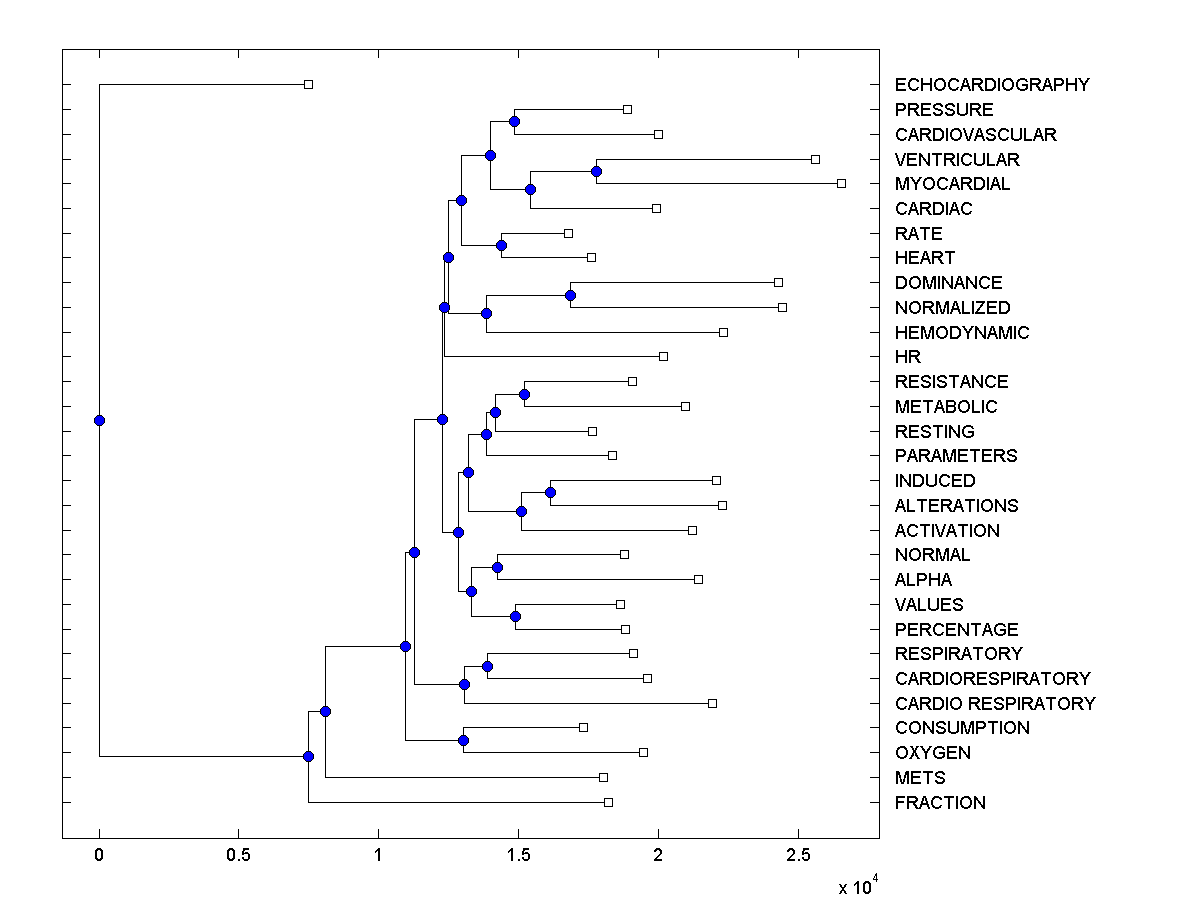 ECHOCARDIOGRAPHY
PRESSURE
CARDIOVASCULAR
VENTRICULAR
MYOCARDIAL
CARDIAC
RATE
HEART
DOMINANCE
NORMALIZED
HEMODYNAMIC
HR
RESISTANCE
METABOLIC
RESTING
PARAMETERS
INDUCED
ALTERATIONS
ACTIVATION
NORMAL
ALPHA
VALUES
PERCENTAGE
RESPIRATORY
CARDIORESPIRATORY
CARDIO RESPIRATORY
CONSUMPTION
OXYGEN
METS
FRACTION
0 0.5 1 1.5 2 2.5
x 10^4